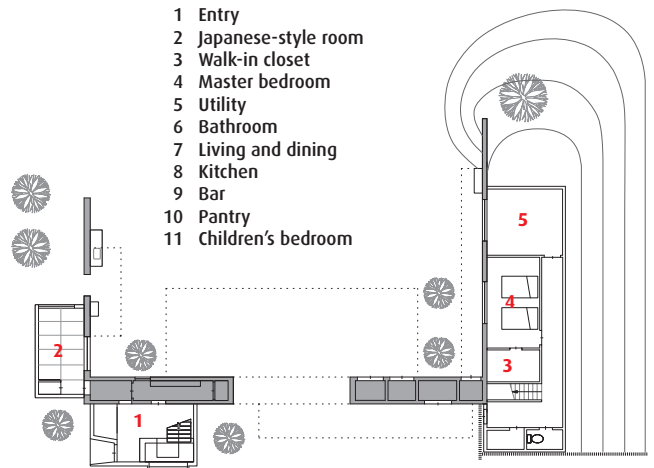 1 Entry
2 Japanese-style room
3 Walk-in closet
4 Master bedroom
5 Utility
6 Bathroom
7 Living and dining
8 Kitchen
9 Bar
10 Pantry
11 Children's bedroom
5
4
2
3
1